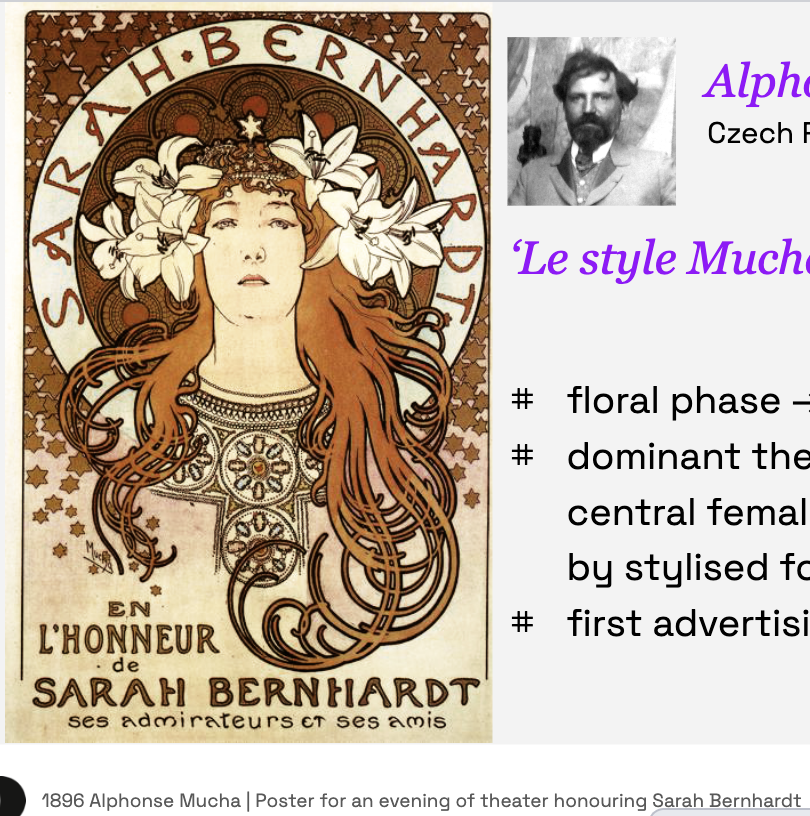 SARAH·BERNHARDT·
Mucha
EN
L'HONNEUR
· de
SARAH BERNHARDT
ses admirateurs et ses amis
Alpho
Czech
'Le style Mucha
# floral phase –
# dominant the
central femal
by stylised fo
# first advertisi
1896 Alphonse Mucha | Poster for an evening of theater honouring Sarah Bernhardt